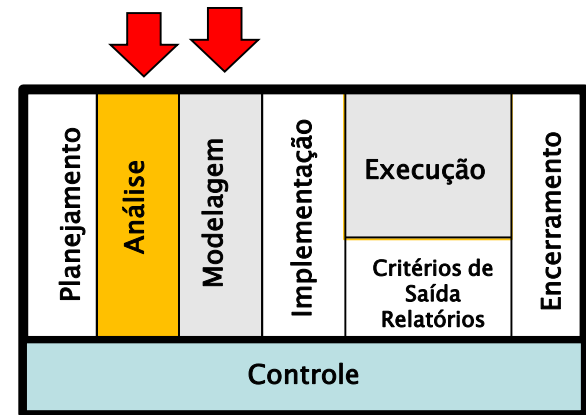 Planejamento
Análise
Modelagem
Implementação
Execução
Critérios de
Saída
Relatórios
Encerramento
Controle